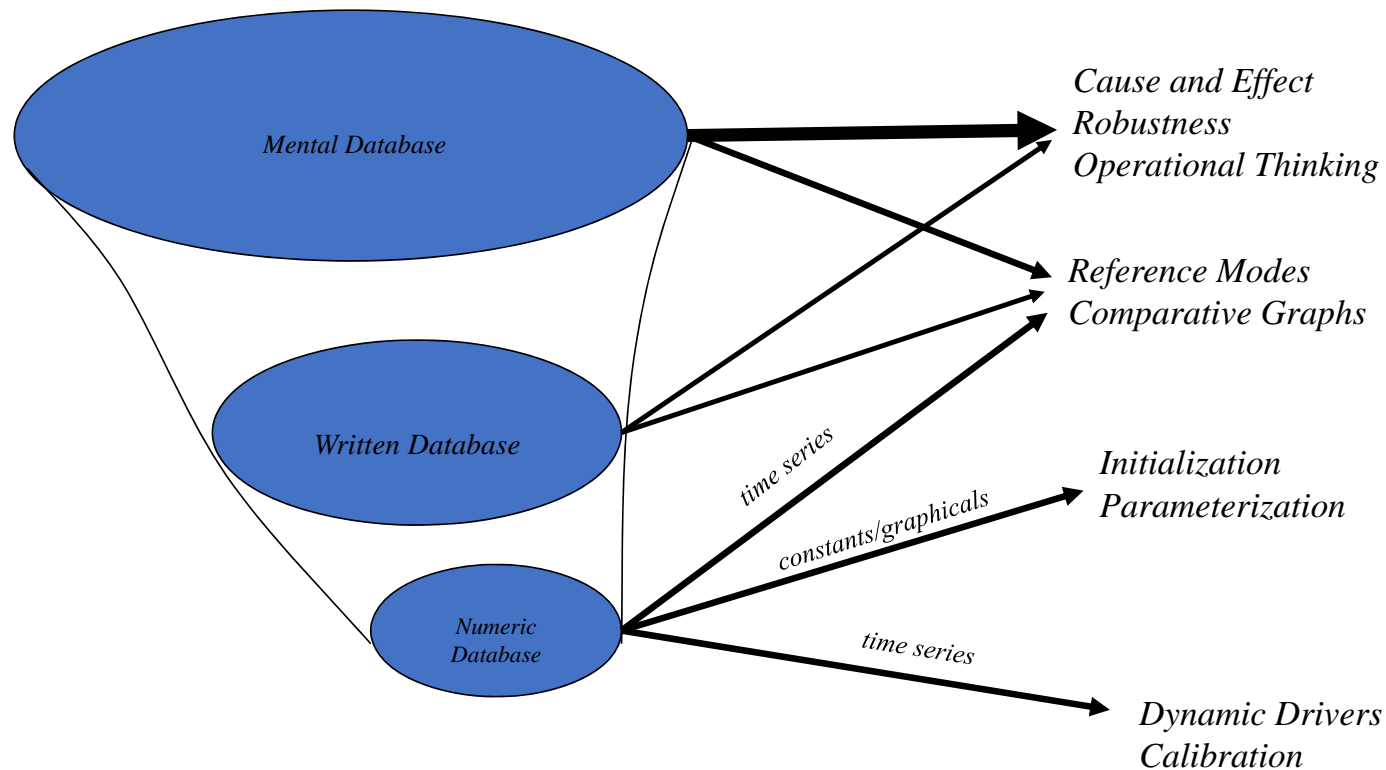 Mental Database
Cause and Effect
Robustness
Operational Thinking
Reference Modes
Comparative Graphs
Written Database
time series
constants/graphicals
Initialization
Parameterization
Numeric
Database
time series
Dynamic Drivers
Calibration